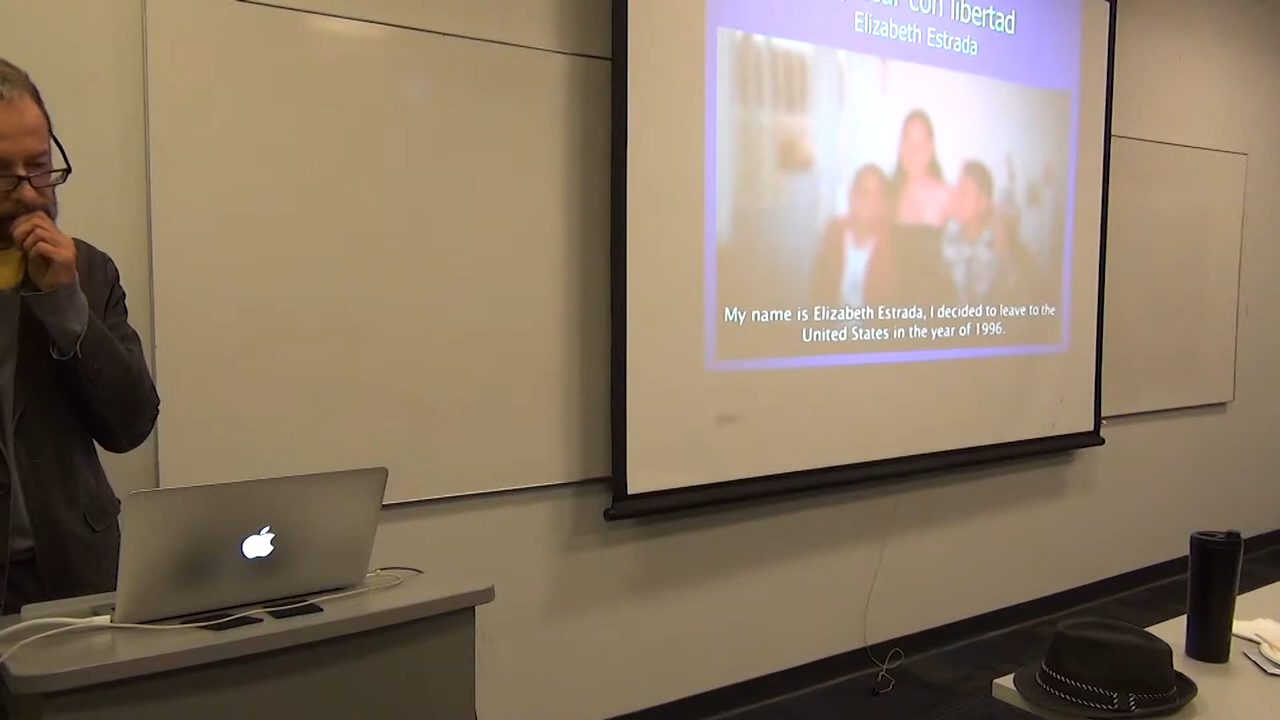 con libertad
Elizabeth Estrada
My name is Elizabeth Estrada, I decided to leave to the
United States in the year of 1996.